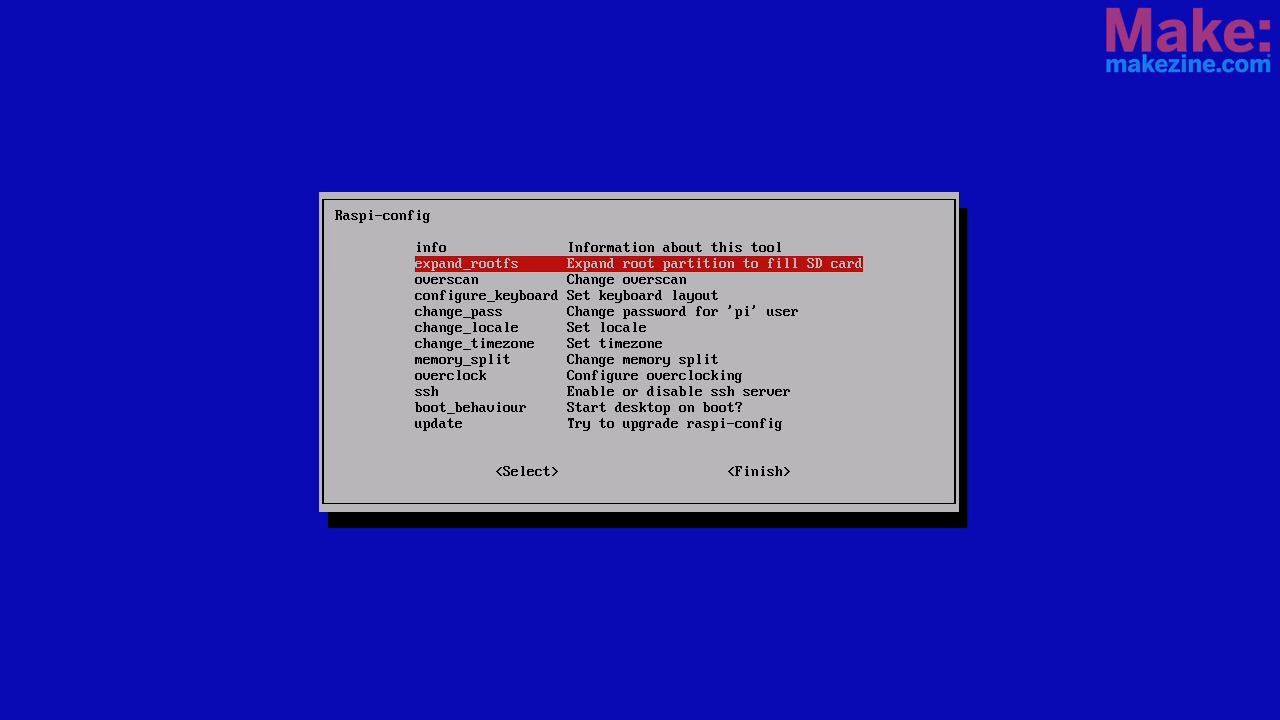 Make:
makezine.com
Raspi-config
info Information about this tool
expand_rootfs Expand root partition to fill SD card
overscan Change overscan
configure_keyboard Set keyboard layout
change_pass Change password for 'pi' user
change_locale Set locale
change_timezone Set timezone
memory_split Change memory split
overclock Configure overclocking
ssh Enable or disable ssh server
boot_behaviour Start desktop on boot?
update Try to upgrade raspi-config
<Select> <Finish>